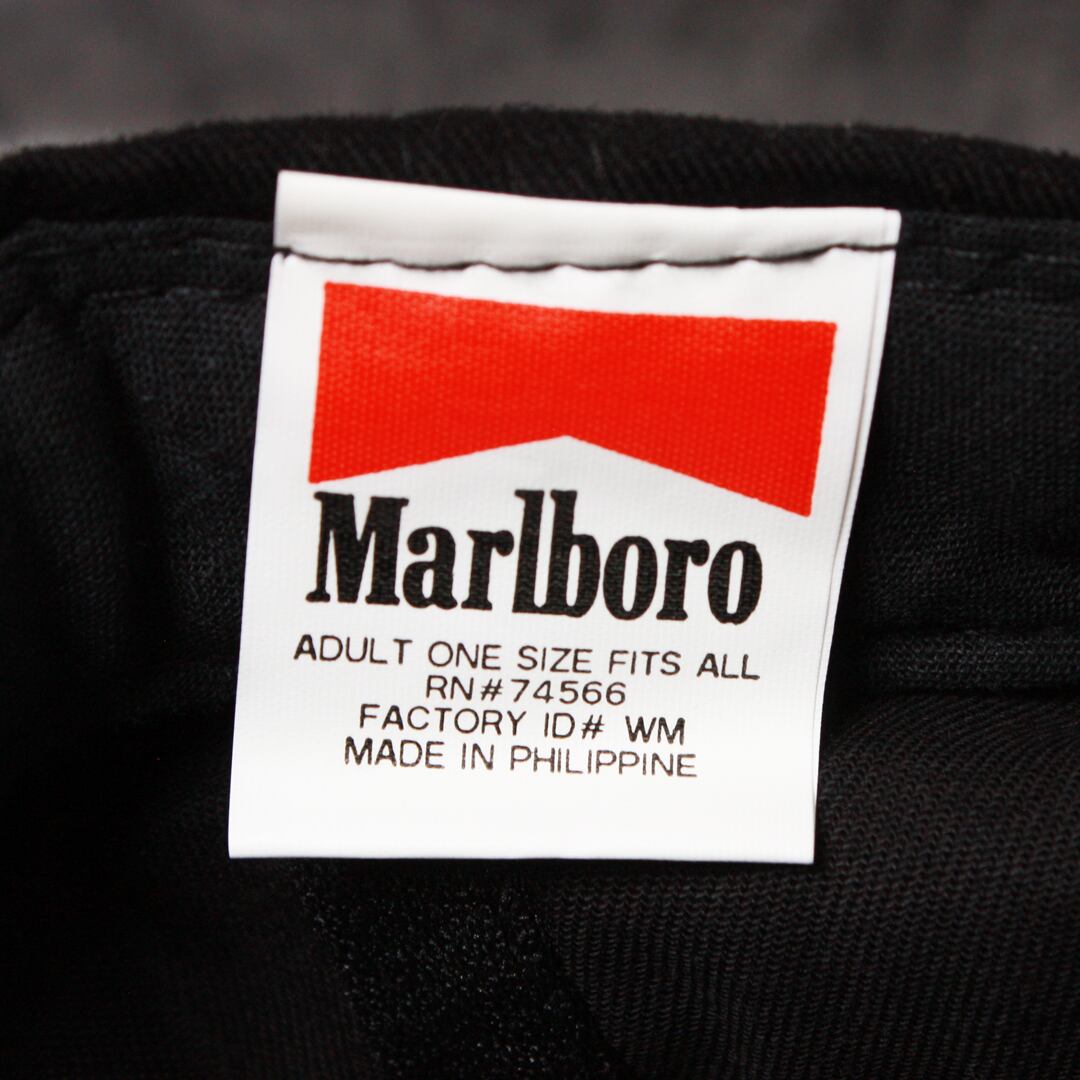 Marlboro
ADULT ONE SIZE FITS ALL
RN#74566
FACTORY ID# WM
MADE IN PHILIPPINE